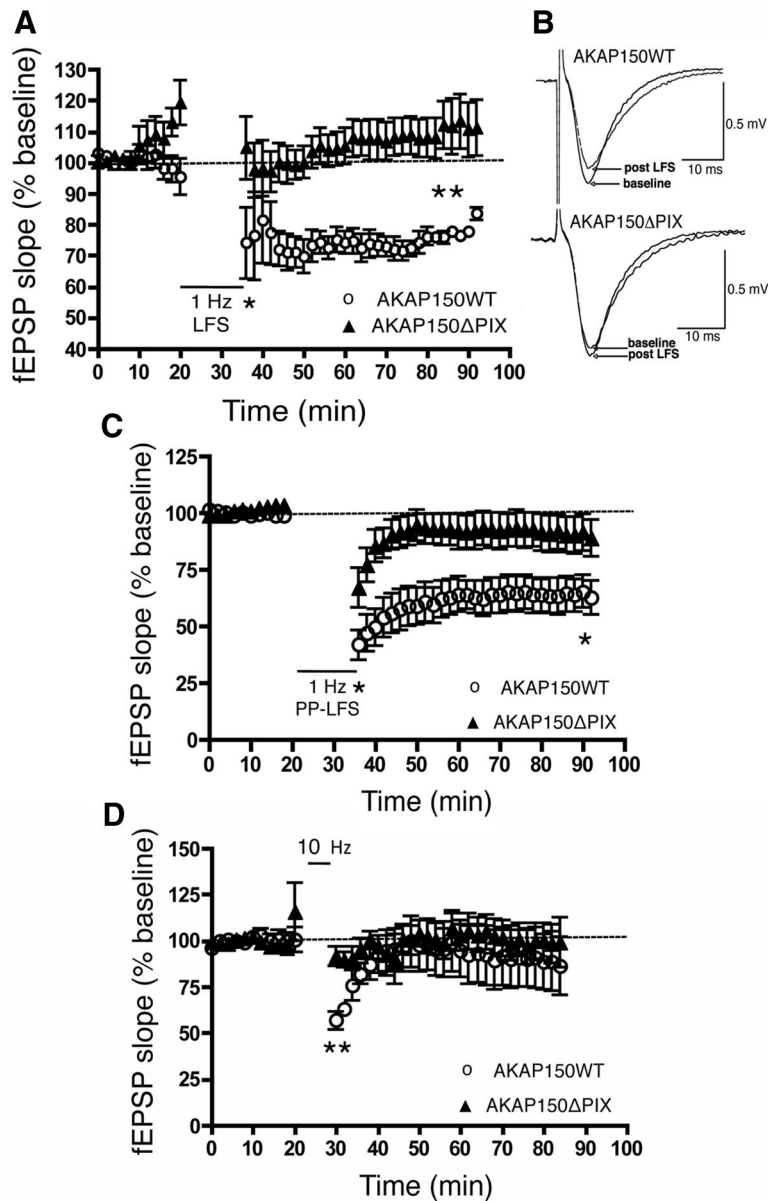 A
fEPSP slope (% baseline)
130
120
110
100
90
80
70
60
50
40
**
1 Hz
LFS
*
AKAP150WT
AKAP150ΔPIX
0 10 20 30 40 50 60 70 80 90 100
Time (min)
B
AKAP150WT
0.5 mV
post LFS
baseline
10 ms
AKAP150ΔPIX
0.5 mV
baseline
post LFS
10 ms
C
fEPSP slope (% baseline)
125
100
75
50
30
0
*
1 Hz
PP-LFS
*
AKAP150WT
AKAP150ΔPIX
0 10 20 30 40 50 60 70 80 90 100
Time (min)
D
fEPSP slope (% baseline)
10 Hz
150
125
100
75
50
25
0
**
AKAP150WT
AKAP150ΔPIX
0 10 20 30 40 50 60 70 80 90 100
Time (min)